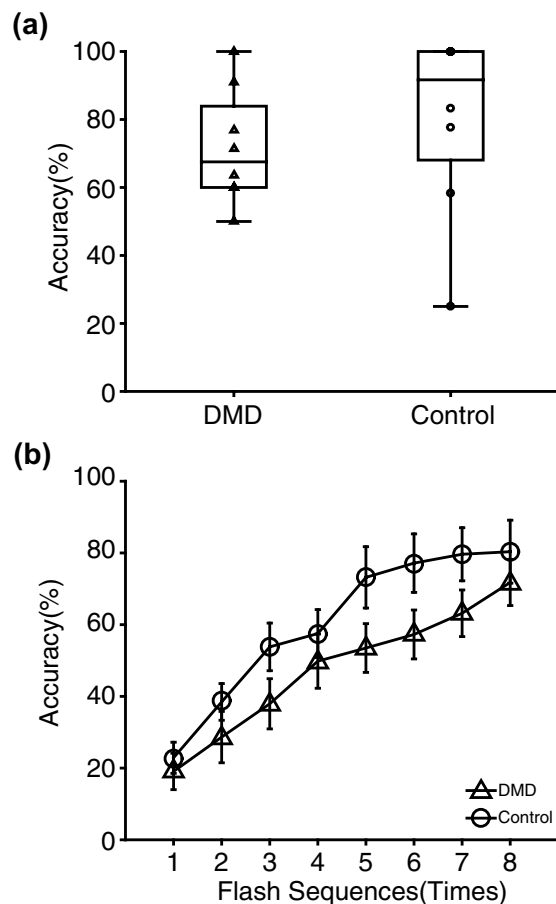 (a)
100
80
60
40
20
0
Accuracy(%)
DMD Control
(b)
100
80
60
40
20
0
Accuracy(%)
DMD
Control
1 2 3 4 5 6 7 8
Flash Sequences(Times)